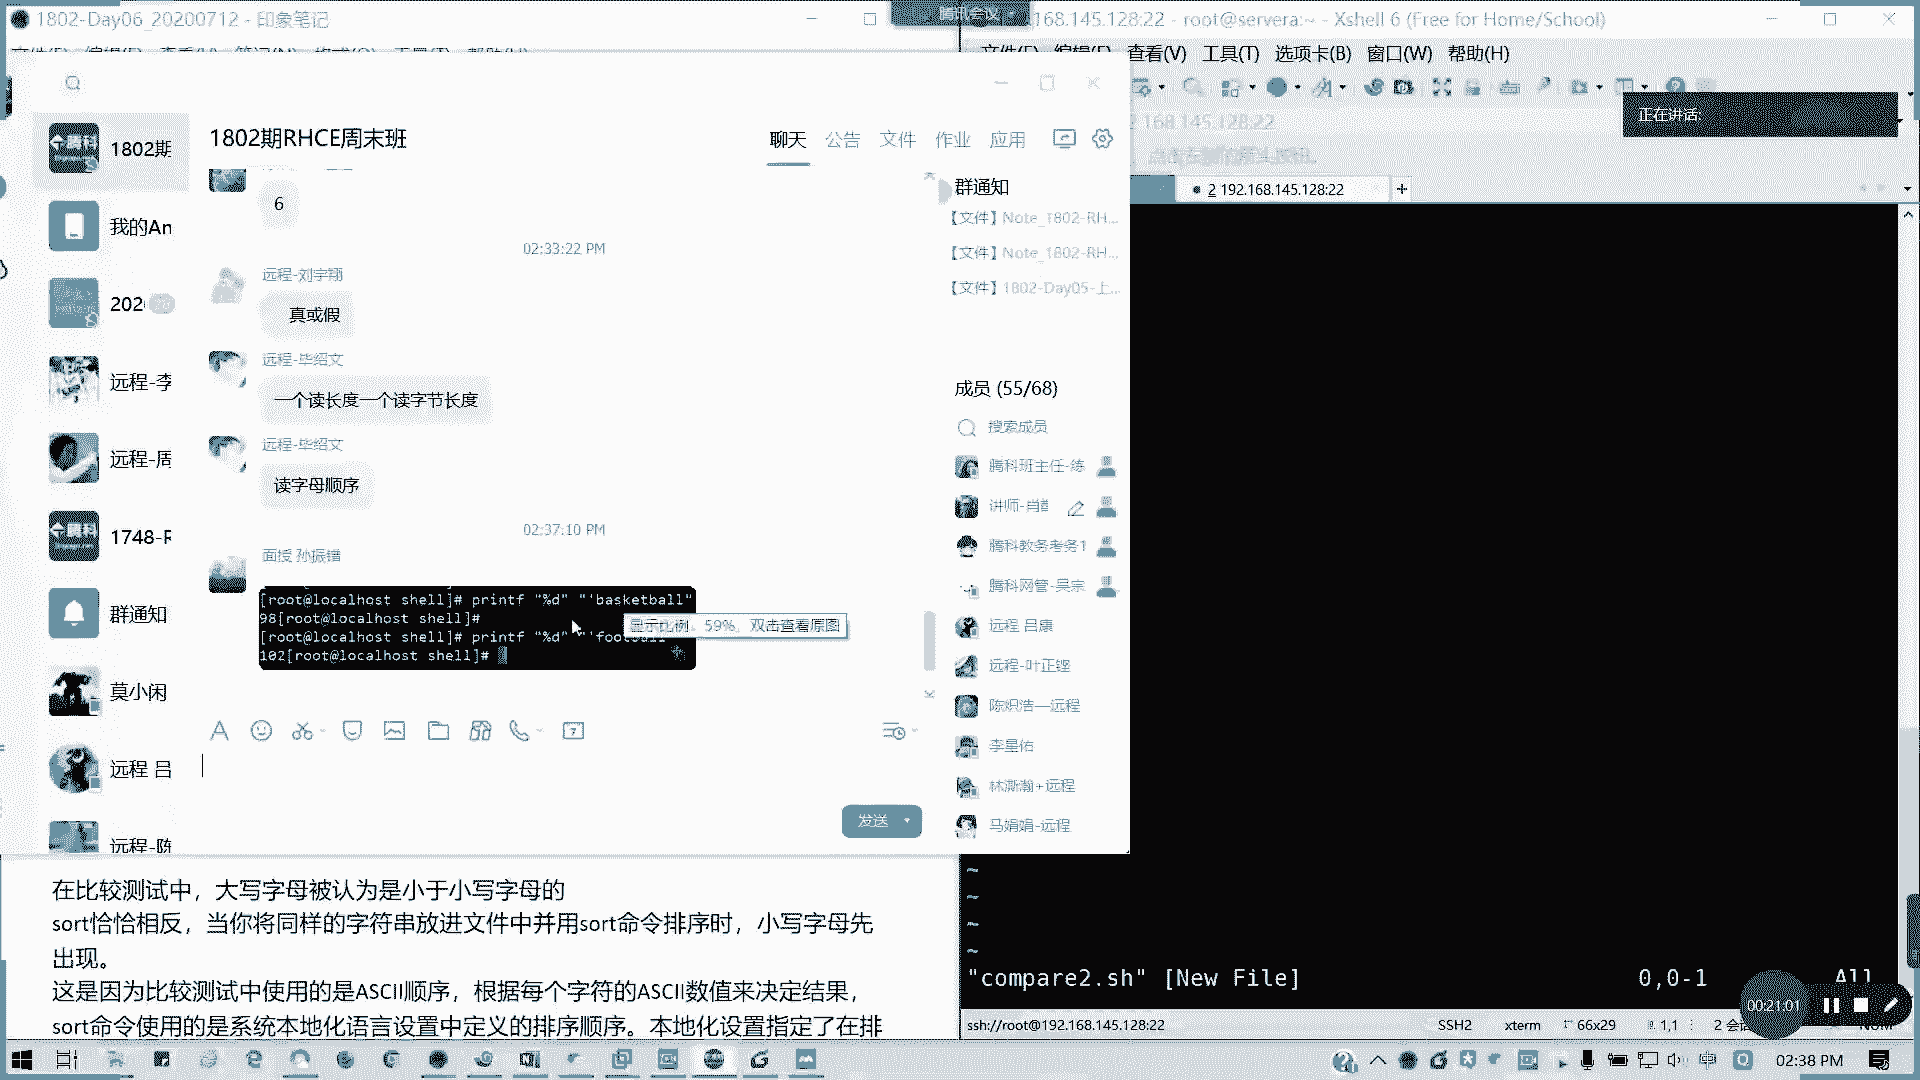 1802-Day06_20200712 - 印象笔记
腾讯会议
168.145.128:22 - root@servera:~ - Xshell 6 (Free for Home/School)
查看(V) 工具(T) 选项卡(B) 窗口(W) 帮助(H)
正在讲话:
168.145.128:22
2 192.168.145.128:22
1802期
我的An
202
远程-李
远程-周
1748-R
群通知
莫小闲
远程 吕
远程-陈
1802期RHCE周末班
聊天 公告 文件 作业 应用
6
02:33:22 PM
远程-刘宇翔
真或假
远程-毕绍文
一个读长度一个读字节长度
远程-毕绍文
读字母顺序
02:37:10 PM
面授 孙振锴
[root@localhost shell]# printf "%d" "'basketball"
98[root@localhost shell]#
[root@localhost shell]# printf "%d" "'football"
102[root@localhost shell]#
显示比例：59%，双击查看原图
发送
群通知
【文件】Note_1802-RH...
【文件】Note_1802-RH...
【文件】1802-Day05-上...
成员 (55/68)
搜索成员
腾科班主任-练
讲师-肖
腾科教务考务1
腾科网管-吴宗
远程 吕康
远程-叶正铿
陈炽浩—远程
李星佑
林澌瀚+远程
马娟娟-远程
在比较测试中，大写字母被认为是小于小写字母的
sort恰恰相反，当你将同样的字符串放进文件中并用sort命令排序时，小写字母先
出现。
这是因为比较测试中使用的是ASCII顺序，根据每个字符的ASCII数值来决定结果，
sort命令使用的是系统本地化语言设置中定义的排序顺序。本地化设置指定了在排
~
~
~
~
"compare2.sh" [New File] 0,0-1 All
00:21:01
ssh://root@192.168.145.128:22 SSH2 xterm 66x29 1,1 2 会 NUM
中 02:38 PM